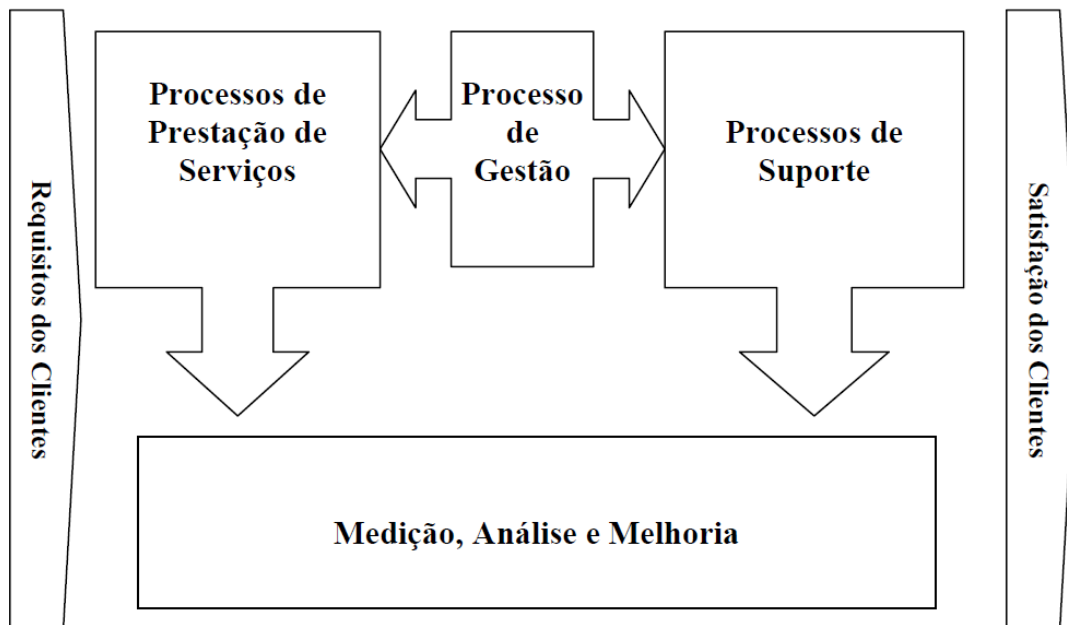 Requisitos dos Clientes
Processos de
Prestação de
Serviços
Processo
de
Gestão
Processos de
Suporte
Satisfação dos Clientes
Medição, Análise e Melhoria